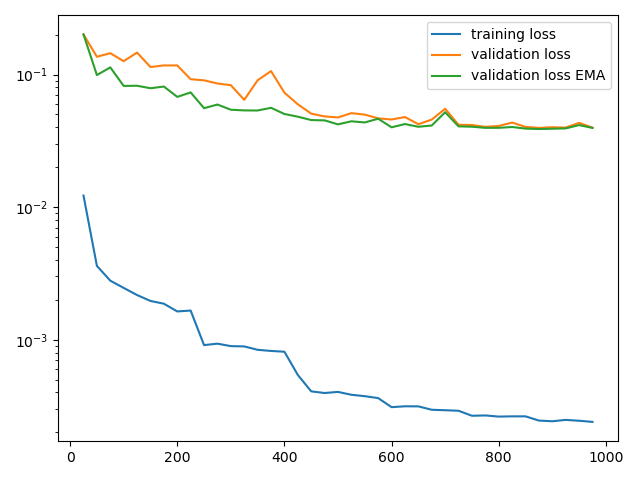 training loss
validation loss
validation loss EMA
10⁻¹
10⁻²
10⁻³
0 200 400 600 800 1000